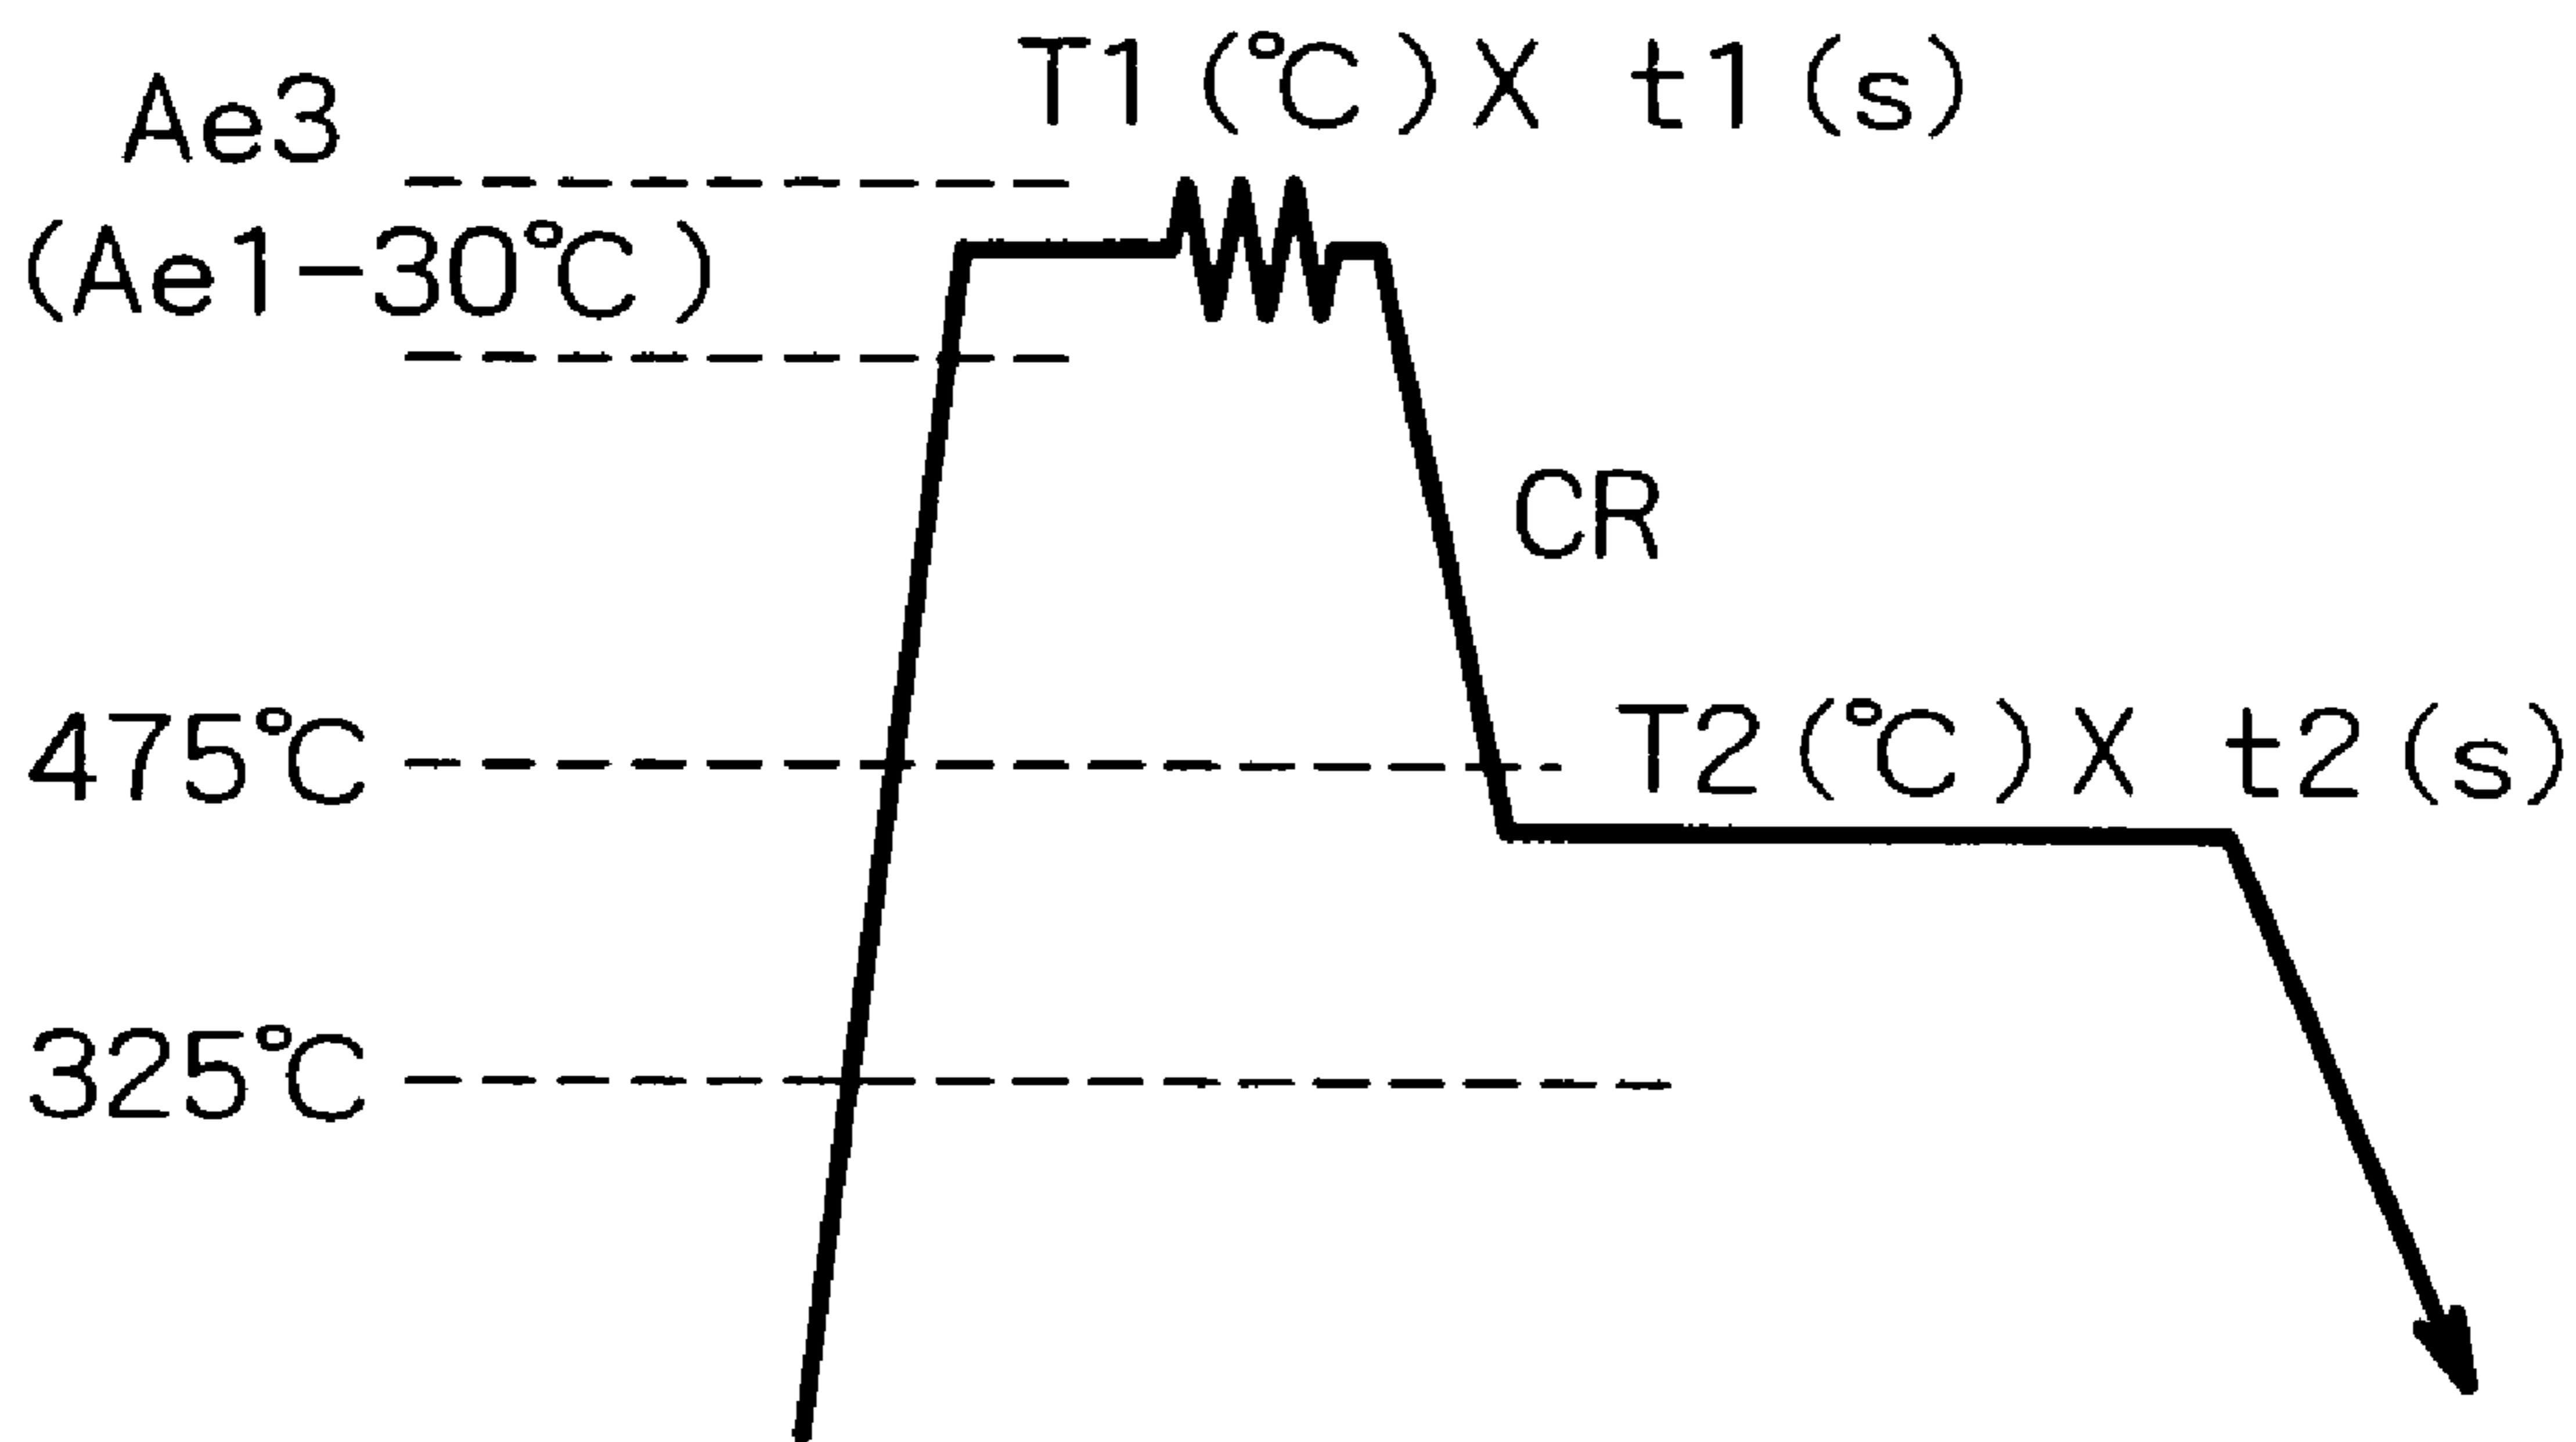 T1(℃)X t1(s)
Ae3
(Ae1-30℃)
CR
475℃
T2(℃)X t2(s)
325℃